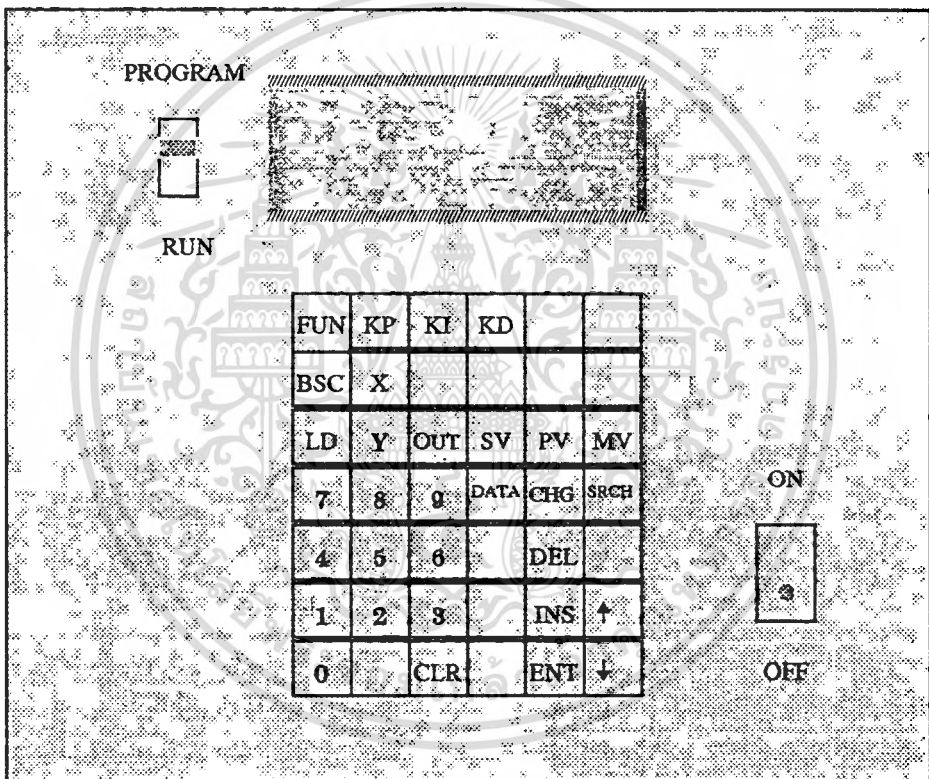 PROGRAM
RUN
FUN KP KI KD
BSC X
LD Y OUT SV PV MV
7 8 9 DATA CHG SRCH
4 5 6 DEL
1 2 3 INS ↑
0 CLR ENT ↓
ON
OFF